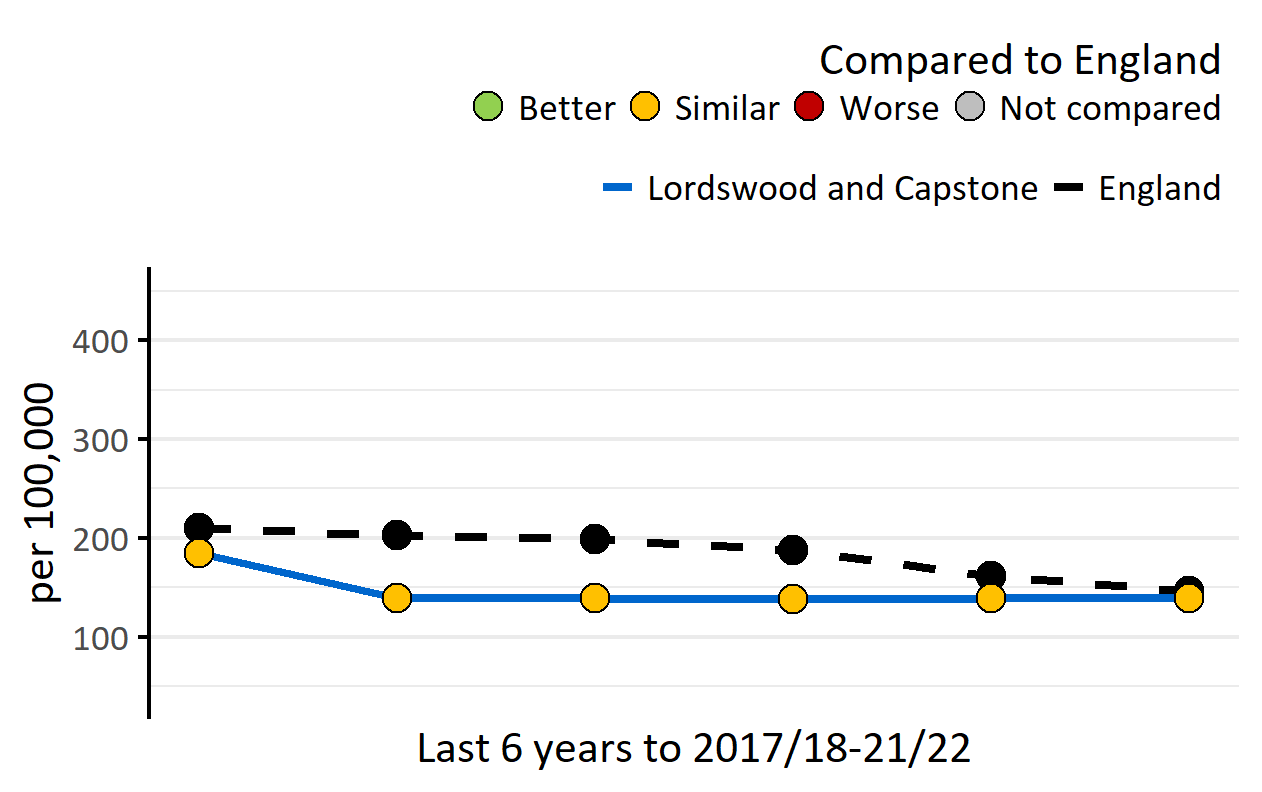 Compared to England
Better Similar Worse Not compared
Lordswood and Capstone England
400
300
200
100
per 100,000
Last 6 years to 2017/18-21/22